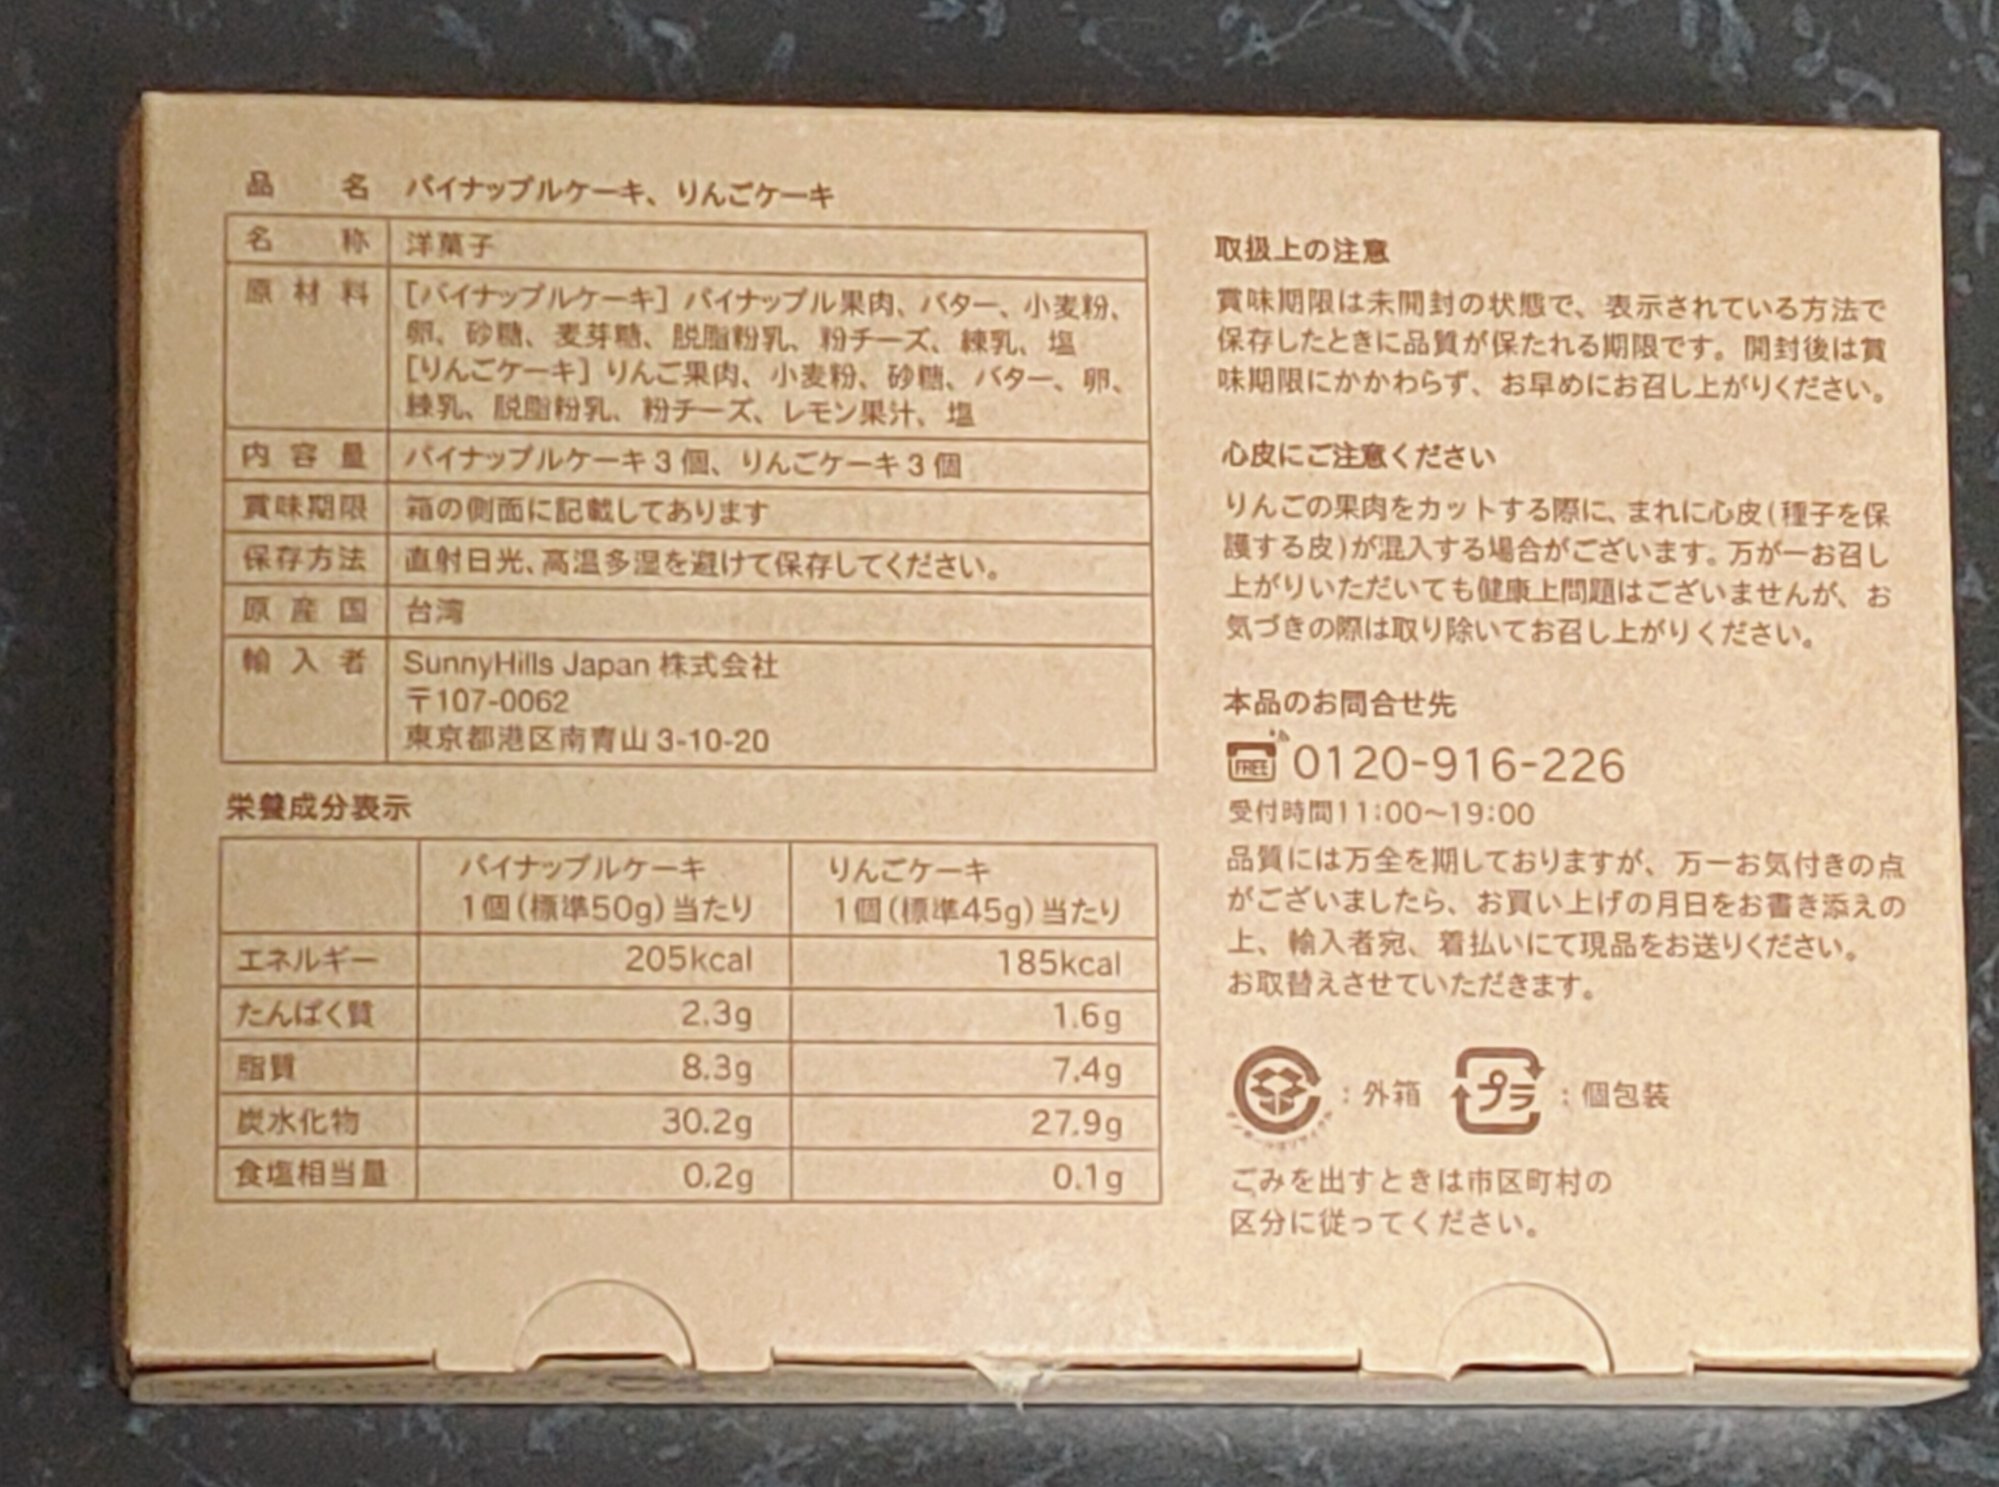 品名 パイナップルケーキ、りんごケーキ
名称 洋菓子
原材料 [パイナップルケーキ] パイナップル果肉、バター、小麦粉、
卵、砂糖、麦芽糖、脱脂粉乳、粉チーズ、練乳、塩
[りんごケーキ] りんご果肉、小麦粉、砂糖、バター、卵、
練乳、脱脂粉乳、粉チーズ、レモン果汁、塩
内容量 パイナップルケーキ3個、りんごケーキ3個
賞味期限 箱の側面に記載してあります
保存方法 直射日光、高温多湿を避けて保存してください。
原産国 台湾
輸入者 SunnyHills Japan 株式会社
〒107-0062
東京都港区南青山 3-10-20
栄養成分表示
パイナップルケーキ りんごケーキ
1個(標準50g)当たり 1個(標準45g)当たり
エネルギー 205kcal 185kcal
たんぱく質 2.3g 1.6g
脂質 8.3g 7.4g
炭水化物 30.2g 27.9g
食塩相当量 0.2g 0.1g
取扱上の注意
賞味期限は未開封の状態で、表示されている方法で
保存したときに品質が保たれる期限です。開封後は賞
味期限にかかわらず、お早めにお召し上がりください。
心皮にご注意ください
りんごの果肉をカットする際に、まれに心皮(種子を保
護する皮)が混入する場合がございます。万が一お召し
上がりいただいても健康上問題はございませんが、お
気づきの際は取り除いてお召し上がりください。
本品のお問合せ先
FREE 0120-916-226
受付時間11:00〜19:00
品質には万全を期しておりますが、万一お気付きの点
がございましたら、お買い上げの月日をお書き添えの
上、輸入者宛、着払いにて現品をお送りください。
お取替えさせていただきます。
:外箱 プラ :個包装
ごみを出すときは市区町村の
区分に従ってください。